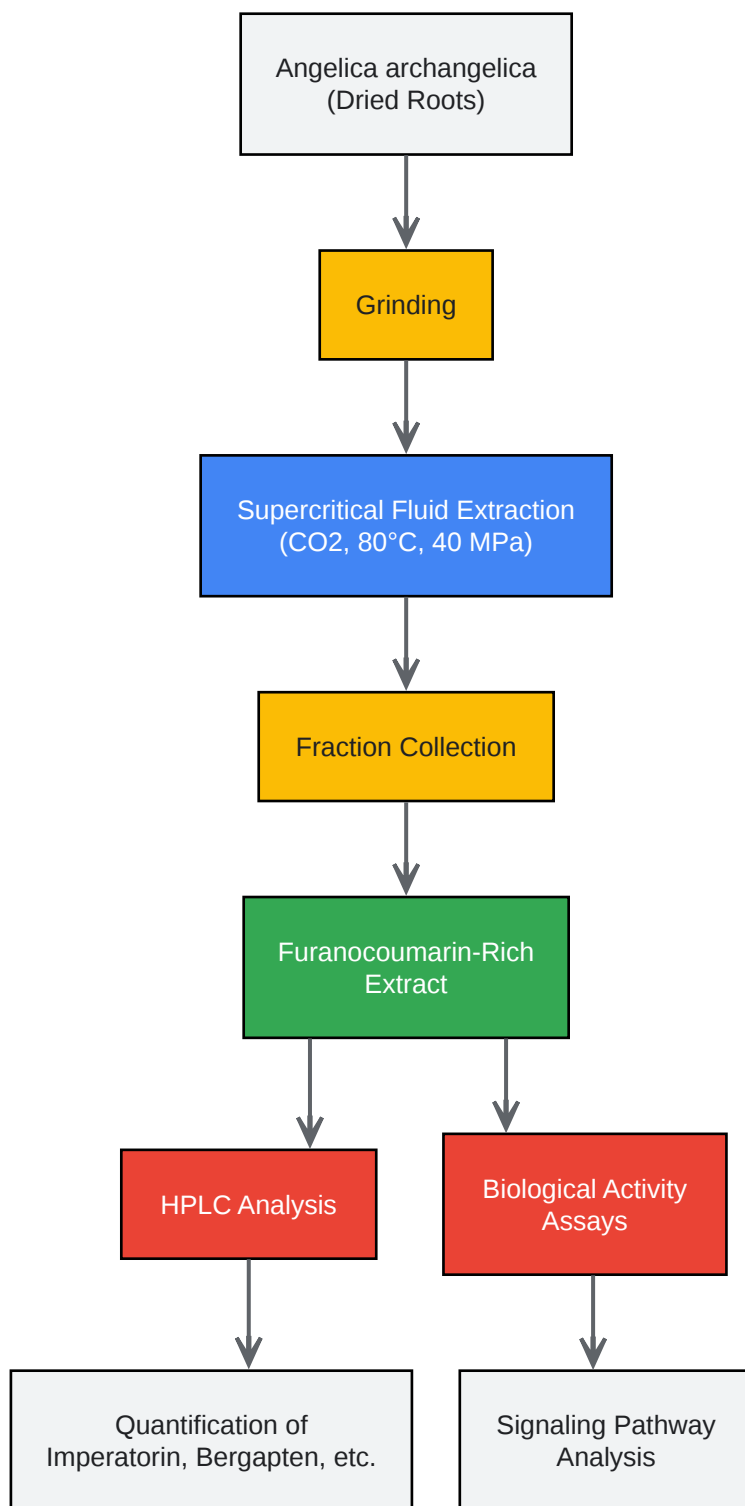 Angelica archangelica
(Dried Roots)
Grinding
Supercritical Fluid Extraction
(CO2, 80°C, 40 MPa)
Fraction Collection
Furanocoumarin-Rich
Extract
HPLC Analysis
Biological Activity
Assays
Quantification of
Imperatorin, Bergapten, etc.
Signaling Pathway
Analysis